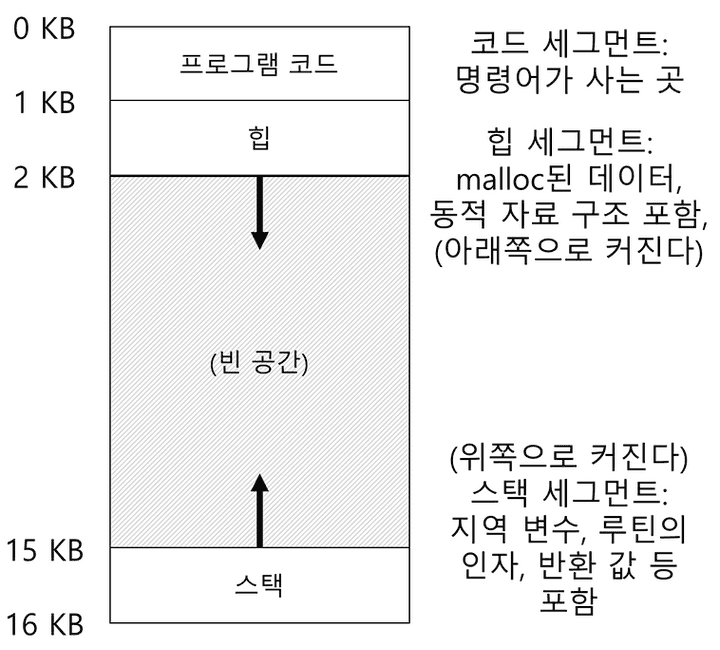 0 KB
프로그램 코드
1 KB
힙
2 KB
(빈 공간)
15 KB
스택
16 KB
코드 세그먼트:
명령어가 사는 곳
힙 세그먼트:
malloc된 데이터,
동적 자료 구조 포함,
(아래쪽으로 커진다)
(위쪽으로 커진다)
스택 세그먼트:
지역 변수, 루틴의
인자, 반환 값 등
포함